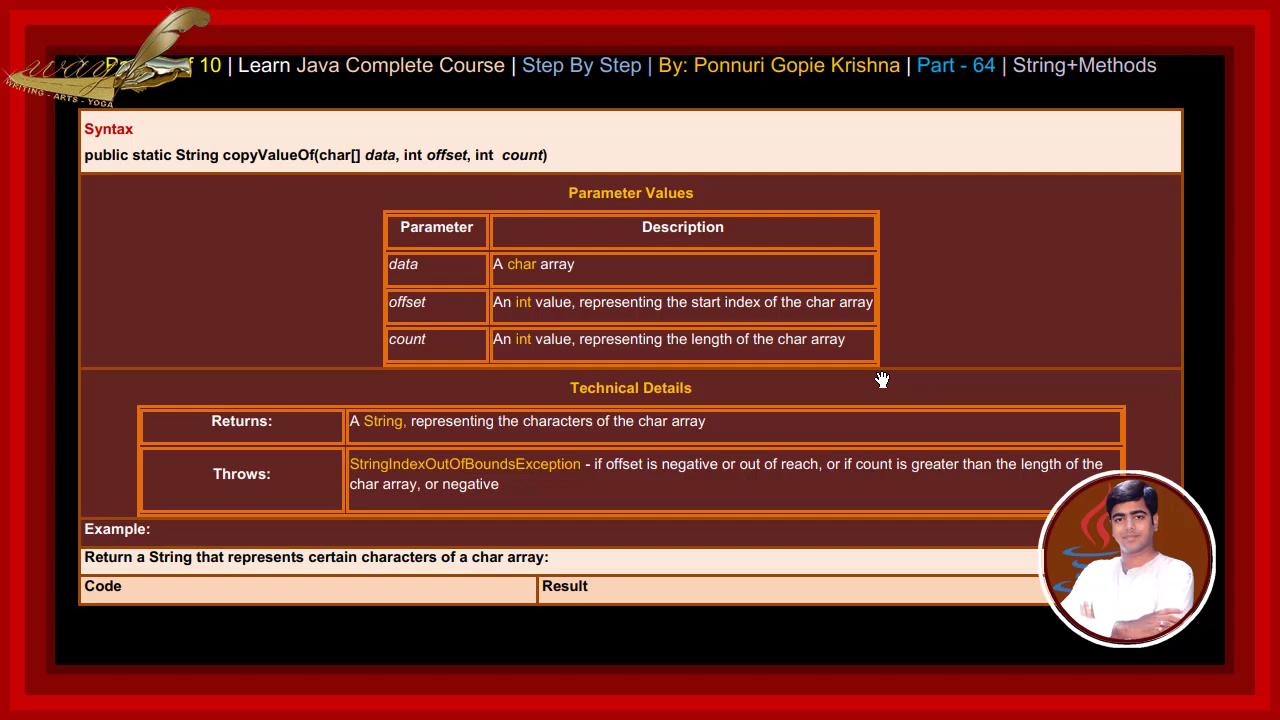 way
WRITING - ARTS - YOGA
10 | Learn Java Complete Course | Step By Step | By: Ponnuri Gopie Krishna | Part - 64 | String+Methods
Syntax
public static String copyValueOf(char[] data, int offset, int count)
Parameter Values
Parameter Description
data A char array
offset An int value, representing the start index of the char array
count An int value, representing the length of the char array
Technical Details
Returns: A String, representing the characters of the char array
Throws: StringIndexOutOfBoundsException - if offset is negative or out of reach, or if count is greater than the length of the
char array, or negative
Example:
Return a String that represents certain characters of a char array:
Code Result